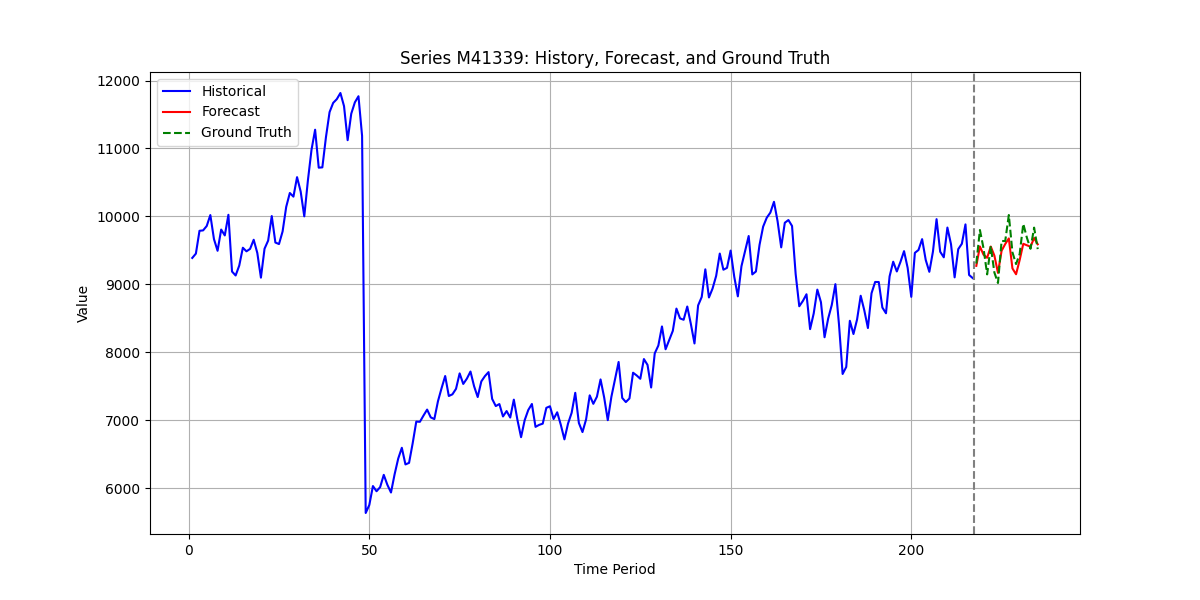 Series M41339: History, Forecast, and Ground Truth
Historical
Forecast
Ground Truth
12000
11000
10000
9000
8000
7000
6000
Value
0 50 100 150 200
Time Period